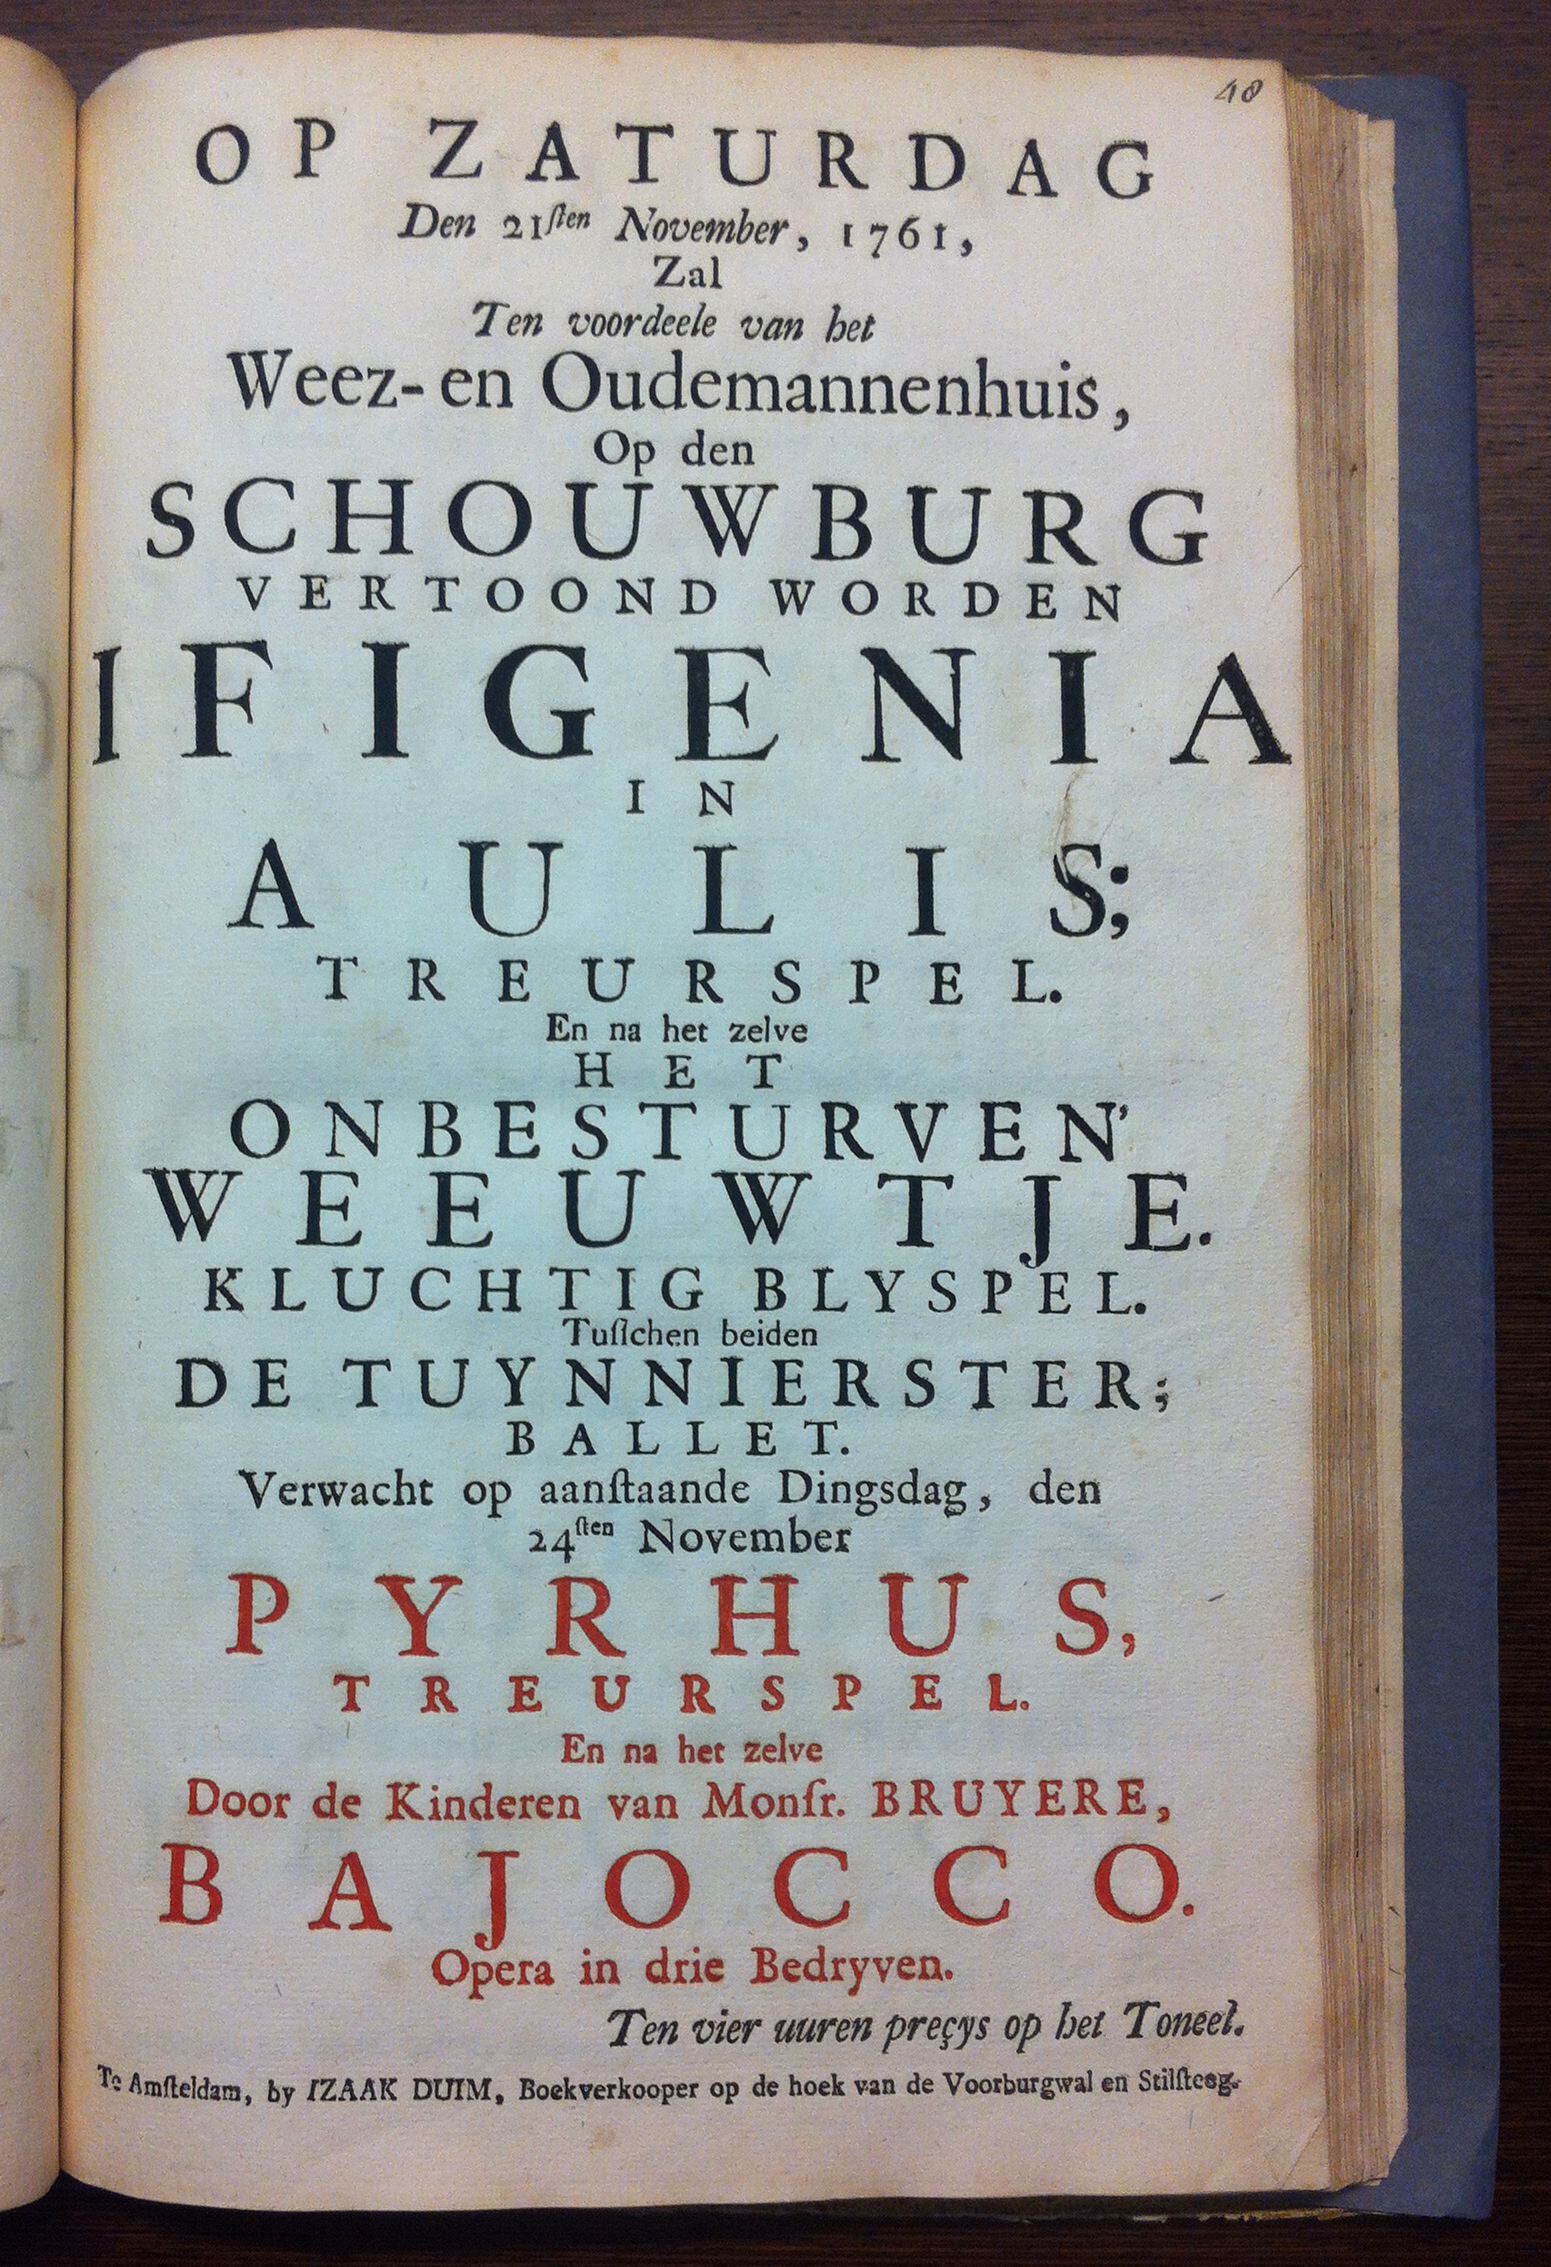 48
OP ZATURDAG
Den 21ſten November, 1761,
Zal
Ten voordeele van het
Weez- en Oudemannenhuis,
Op den
SCHOUWBURG
VERTOOND WORDEN
IFIGENIA
IN
AULIS;
TREURSPEL.
En na het zelve
HET
ONBESTURVEN'
WEEUWTJE.
KLUCHTIG BLYSPEL.
Tuſſchen beiden
DE TUYNNIERSTER;
BALLET.
Verwacht op aanſtaande Dingsdag, den
24ſten November
PYRHUS,
TREURSPEL.
En na het zelve
Door de Kinderen van Monſr. BRUYERE,
BAJOCCO.
Opera in drie Bedryven.
Ten vier uuren preçys op het Toneel.
Te Amſteldam, by IZAAK DUIM, Boekverkooper op de hoek van de Voorburgwal en Stilſteeg.